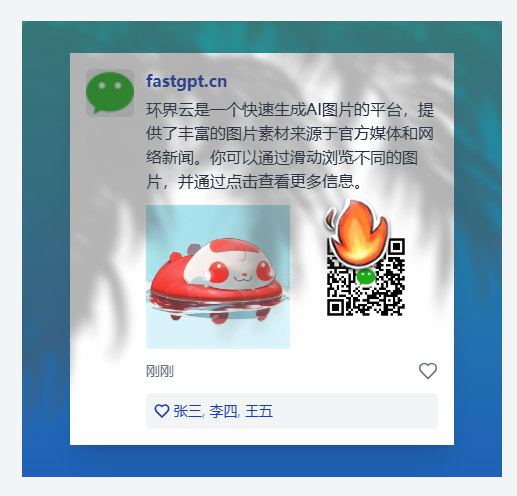 fastgpt.cn
环界云是一个快速生成AI图片的平台，提
供了丰富的图片素材来源于官方媒体和网
络新闻。你可以通过滑动浏览不同的图
片，并通过点击查看更多信息。
刚刚
张三, 李四, 王五